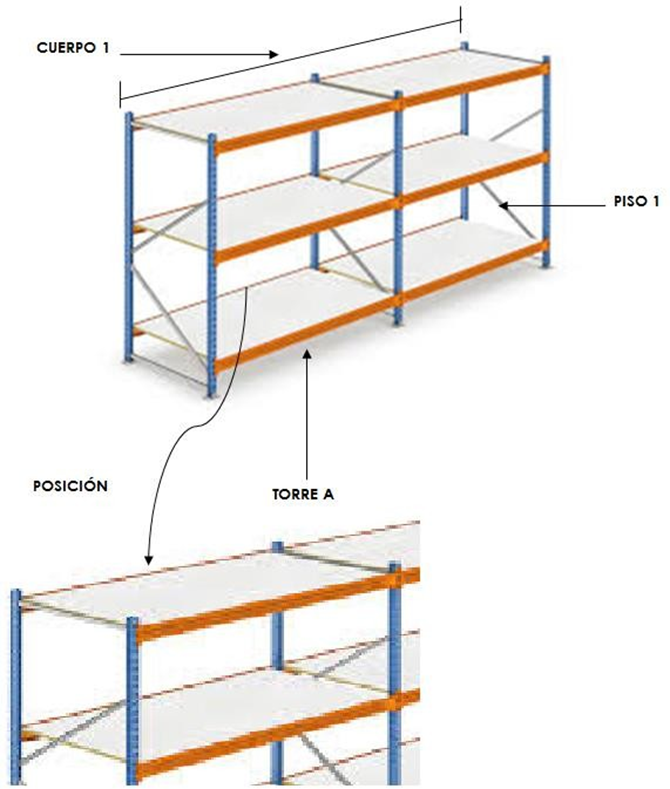 CUERPO 1
PISO 1
POSICIÓN
TORRE A